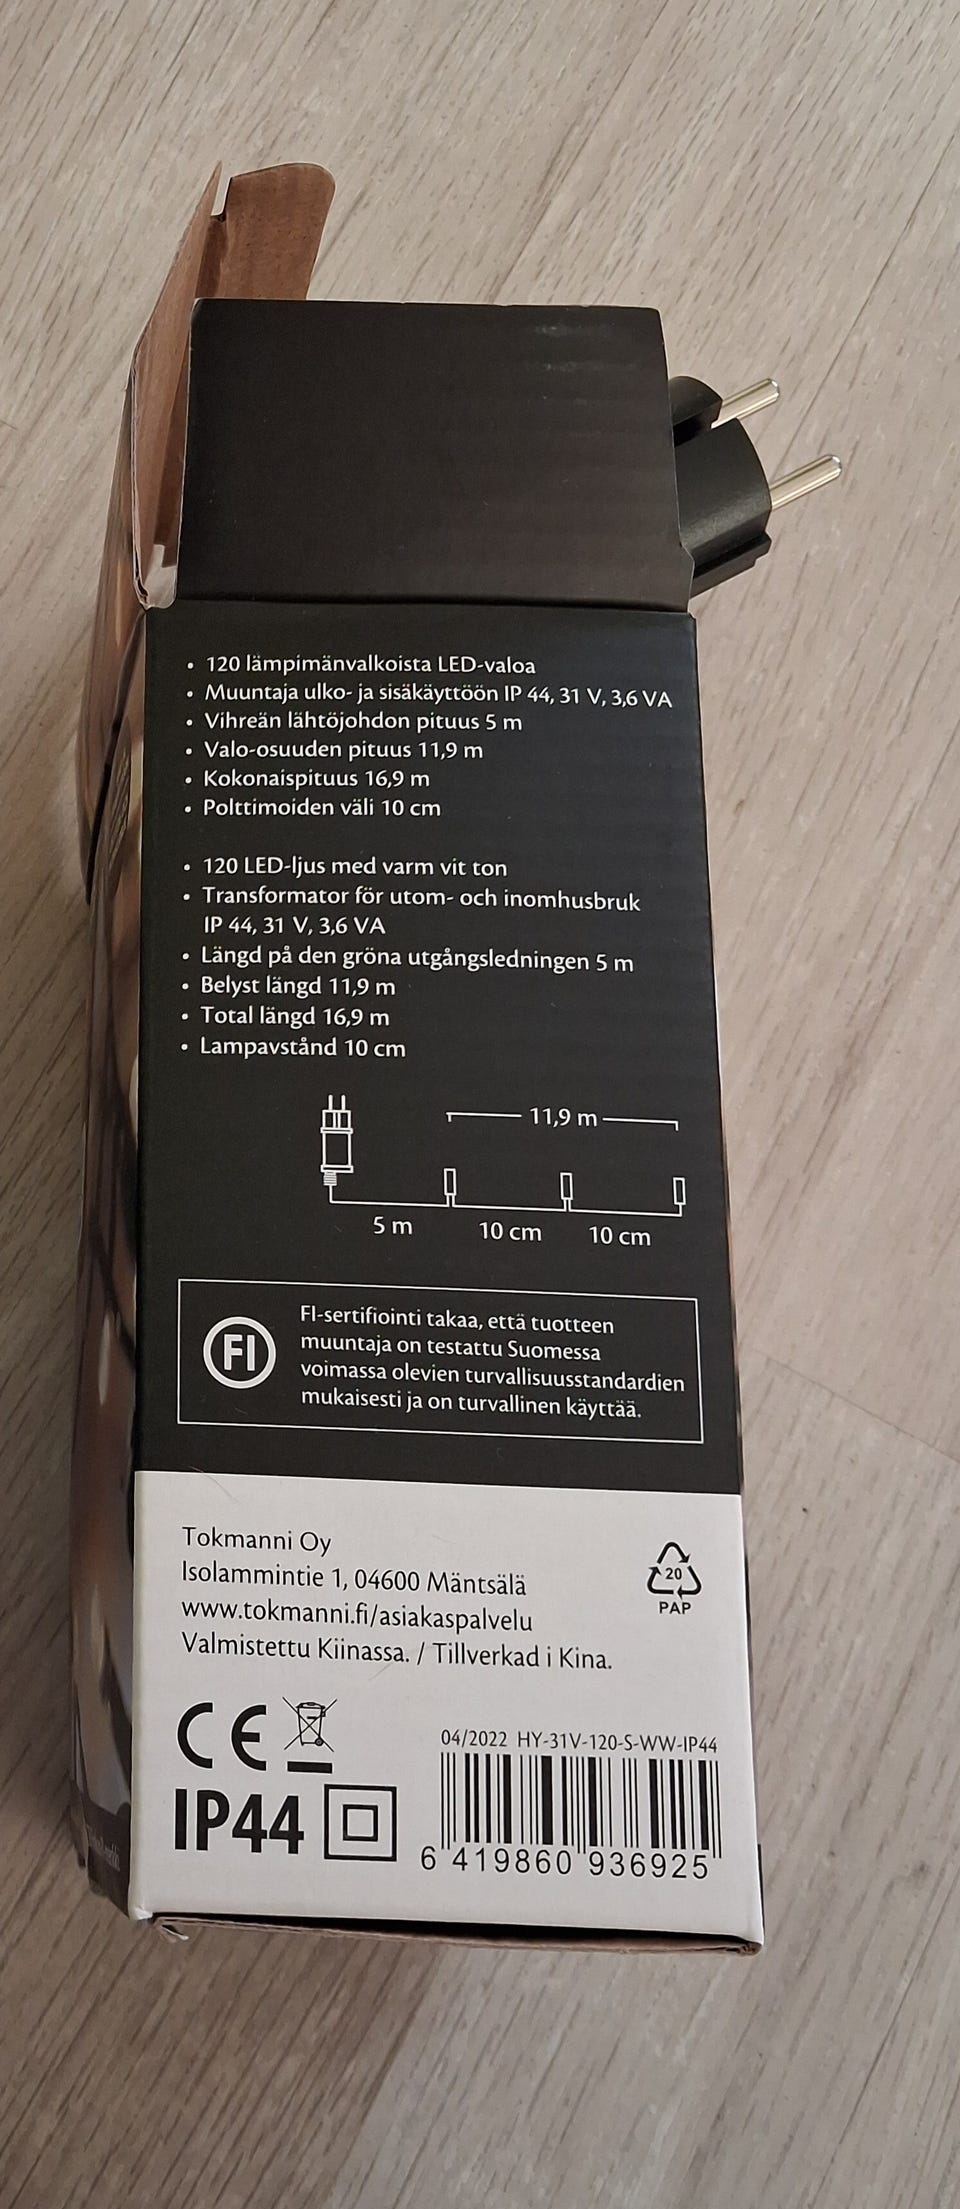 • 120 lämpimänvalkoista LED-valoa
• Muuntaja ulko- ja sisäkäyttöön IP 44, 31 V, 3,6 VA
• Vihreän lähtöjohdon pituus 5 m
• Valo-osuuden pituus 11,9 m
• Kokonaispituus 16,9 m
• Polttimoiden väli 10 cm
• 120 LED-ljus med varm vit ton
• Transformator för utom- och inomhusbruk
IP 44, 31 V, 3,6 VA
• Längd på den gröna utgångsledningen 5 m
• Belyst längd 11,9 m
• Total längd 16,9 m
• Lampavstånd 10 cm
11,9 m
5 m 10 cm 10 cm
FI
FI-sertifiointi takaa, että tuotteen
muuntaja on testattu Suomessa
voimassa olevien turvallisuusstandardien
mukaisesti ja on turvallinen käyttää.
Tokmanni Oy
Isolammintie 1, 04600 Mäntsälä
www.tokmanni.fi/asiakaspalvelu
Valmistettu Kiinassa. / Tillverkad i Kina.
20
PAP
CE
04/2022 HY-31V-120-S-WW-IP44
IP44
6 419860 936925